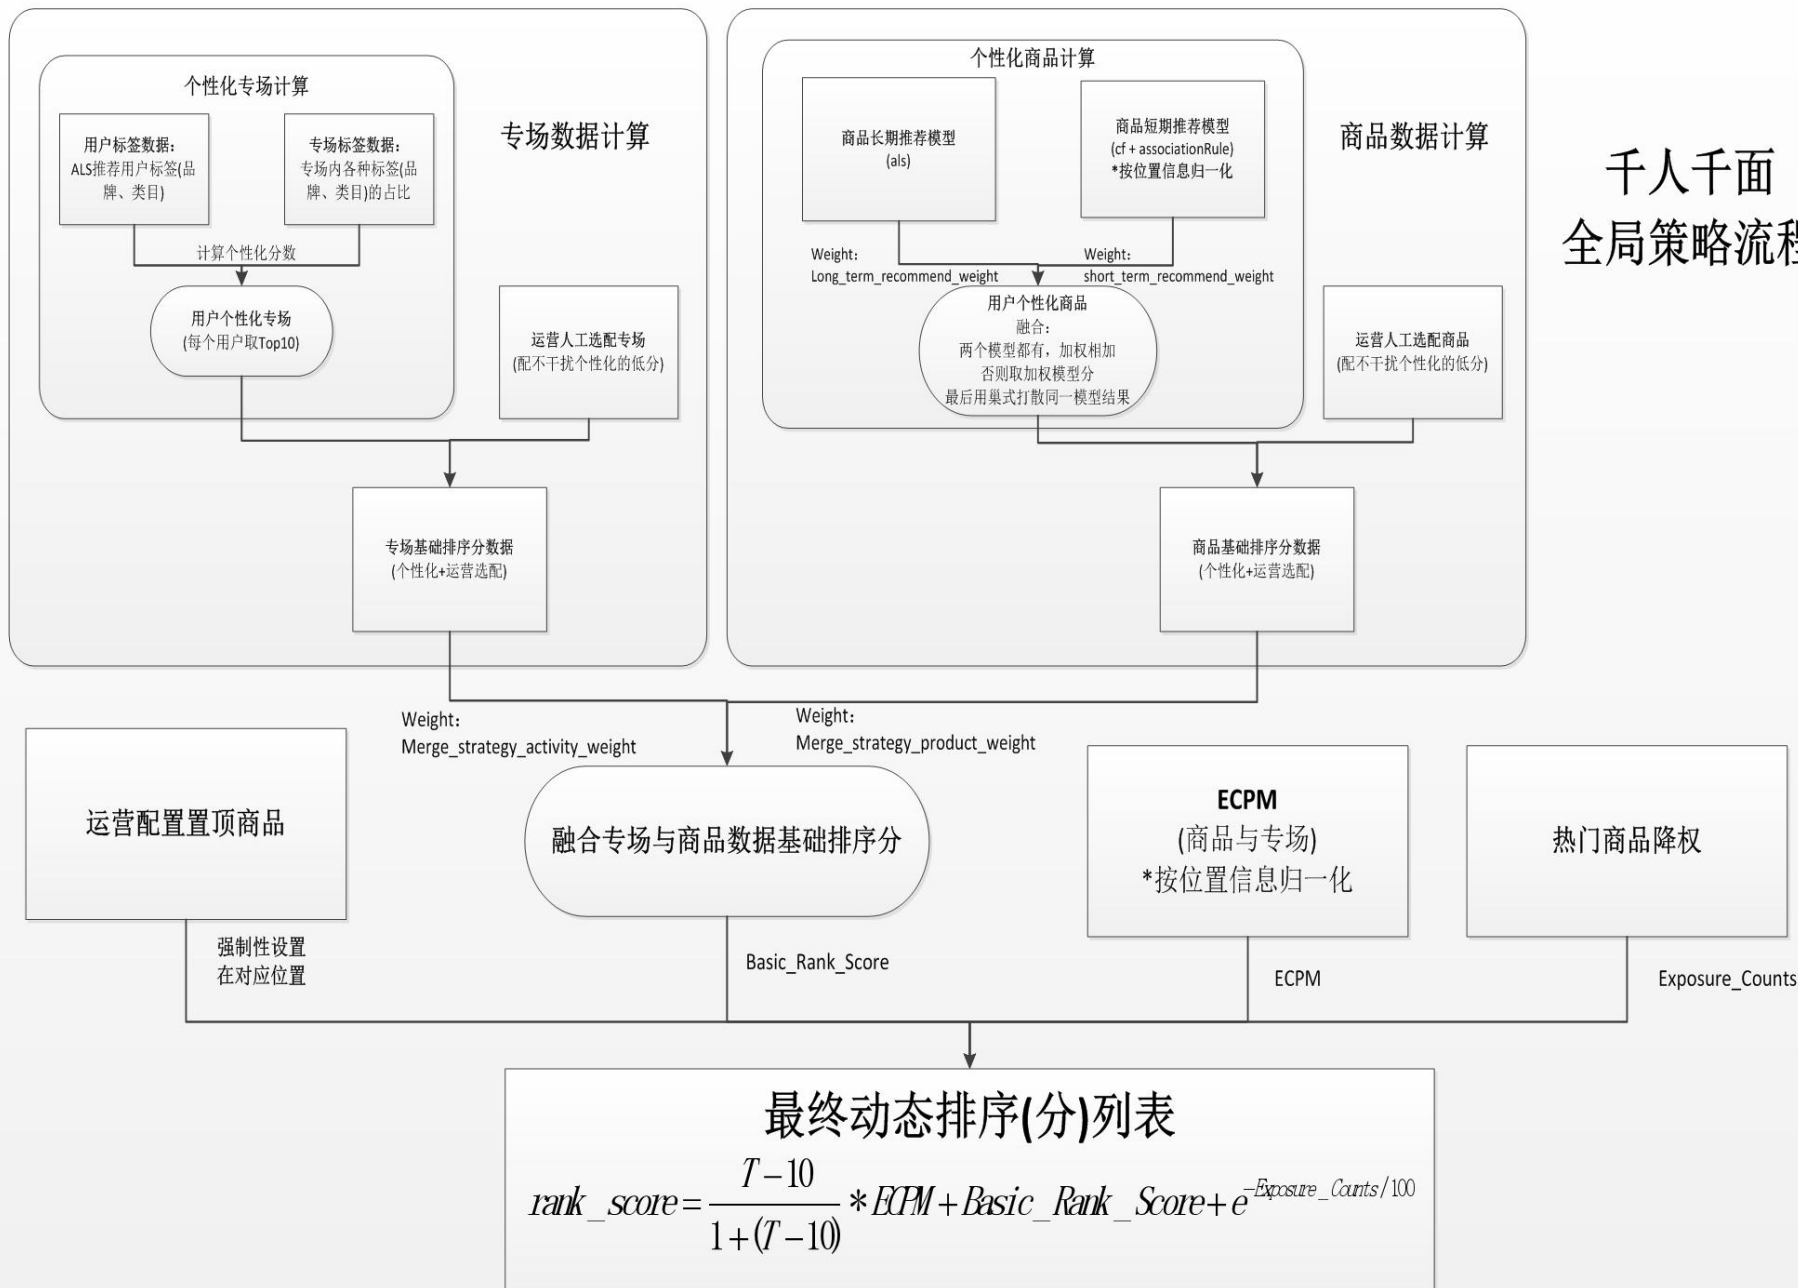 个性化专场计算
用户标签数据：
ALS推荐用户标签(品
牌、类目)
专场标签数据：
专场内各种标签(品
牌、类目)的占比
计算个性化分数
用户个性化专场
(每个用户取Top10)
专场数据计算
运营人工选配专场
(配不干扰个性化的低分)
专场基础排序分数据
(个性化+运营选配)
个性化商品计算
商品长期推荐模型
(als)
商品短期推荐模型
(cf + associationRule)
*按位置信息归一化
Weight：
Long_term_recommend_weight
Weight：
short_term_recommend_weight
用户个性化商品
融合：
两个模型都有，加权相加
否则取加权模型分
最后用巢式打散同一模型结果
商品数据计算
运营人工选配商品
(配不干扰个性化的低分)
商品基础排序分数据
(个性化+运营选配)
千人千面
全局策略流程
Weight：
Merge_strategy_activity_weight
Weight：
Merge_strategy_product_weight
运营配置置顶商品
强制性设置
在对应位置
融合专场与商品数据基础排序分
Basic_Rank_Score
ECPM
(商品与专场)
*按位置信息归一化
ECPM
热门商品降权
Exposure_Counts
最终动态排序(分)列表
rank_score = \frac{T-10}{1+(T-10)} * ECPM + Basic_Rank_Score + e^{-Exposure_Counts/100}